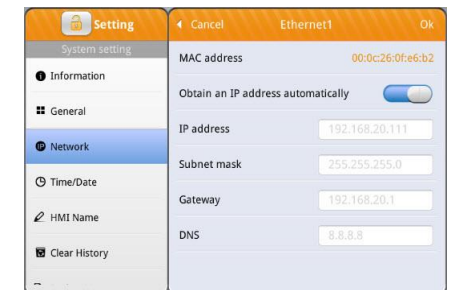 Setting
System setting
Information
General
IP Network
Time/Date
HMI Name
Clear History
Cancel Ethernet1 Ok
MAC address 00:0c:26:0f:e6:b2
Obtain an IP address automatically
IP address 192.168.20.111
Subnet mask 255.255.255.0
Gateway 192.168.20.1
DNS 8.8.8.8